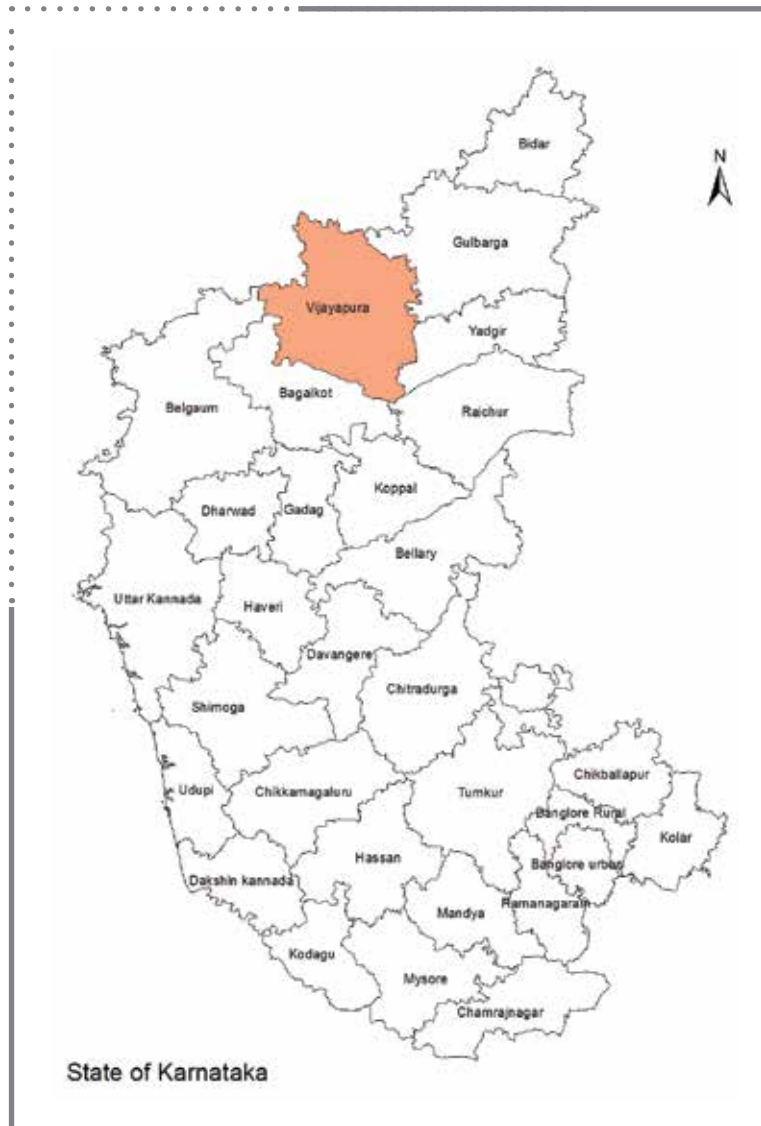 Bidar
N
Gulbarga
Vijayapura
Yadgir
Bagalkot
Belgaum
Raichur
Koppal
Dharwad
Gadag
Bellary
Uttar Kannada
Haveri
Davangere
Chitradurga
Shimoga
Chikballapur
Udupi
Chikkamagaluru
Tumkur
Banglore Rural
Kolar
Hassan
Banglore urban
Dakshin kannada
Ramanagaram
Mandya
Kodagu
Mysore
Chamrajnagar
State of Karnataka